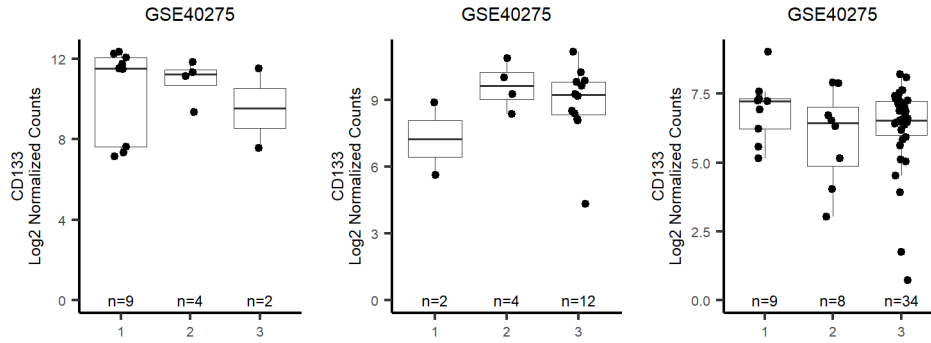 GSE40275
CD133
Log2 Normalized Counts
12
8
4
0
n=9
n=4
n=2
1
2
3
GSE40275
CD133
Log2 Normalized Counts
9
6
3
0
n=2
n=4
n=12
1
2
3
GSE40275
CD133
Log2 Normalized Counts
7.5
5.0
2.5
0.0
n=9
n=8
n=34
1
2
3